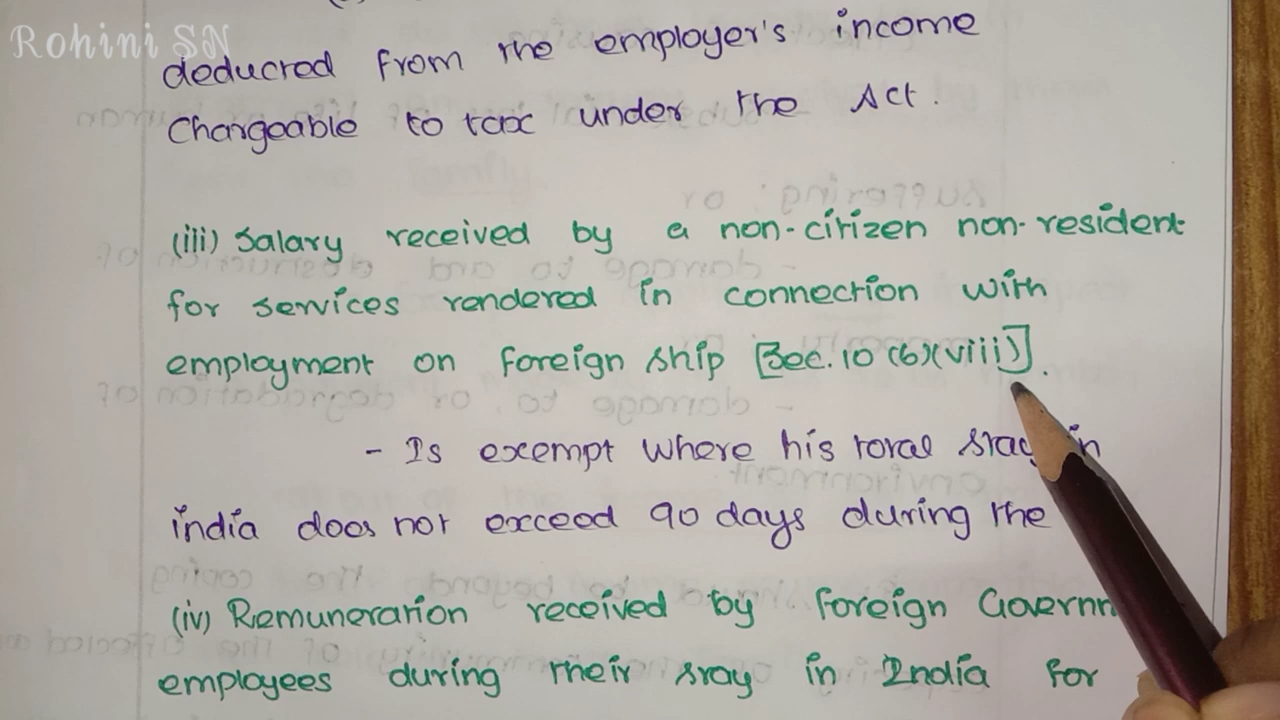 Rohini SN
deducted from the employer's income
Chargeable to tax under the Act.
(iii) Salary received by a non-citizen non-resident
for services rendered in connection with
employment on foreign ship [Sec. 10 (6)(viii)].
- Is exempt where his total stay in
india does not exceed 90 days during the
(iv) Remuneration received by foreign Governm
employees during their stay in India for